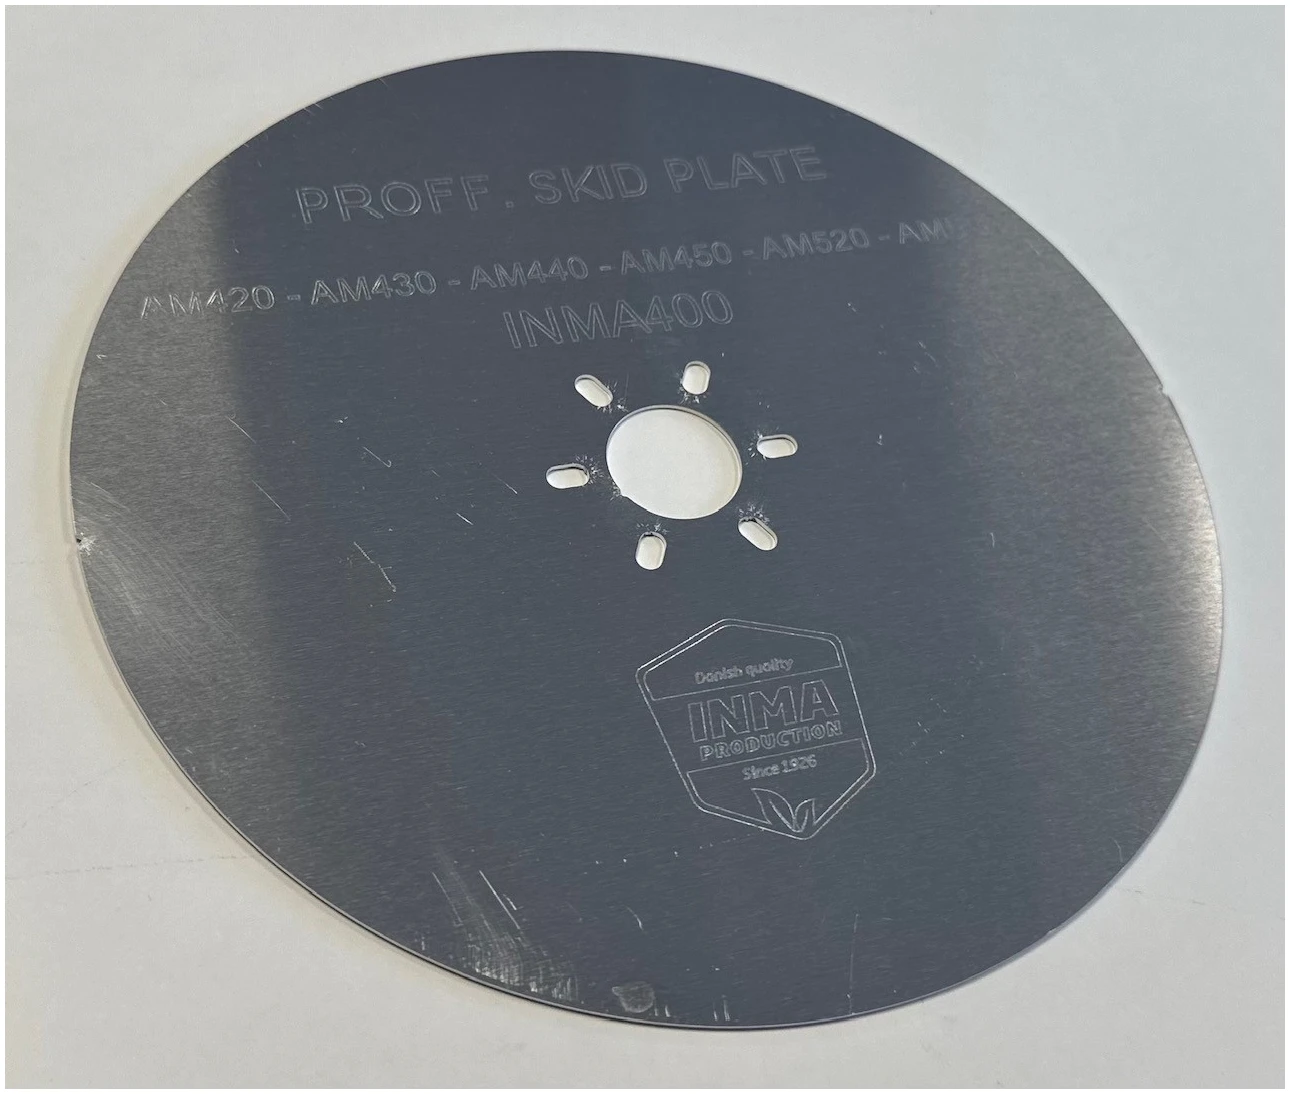 PROFF. SKID PLATE
AM420 - AM430 - AM440 - AM450 - AM520 -
INMA400
Danish quality
INMA
PRODUCTION
Since 1926